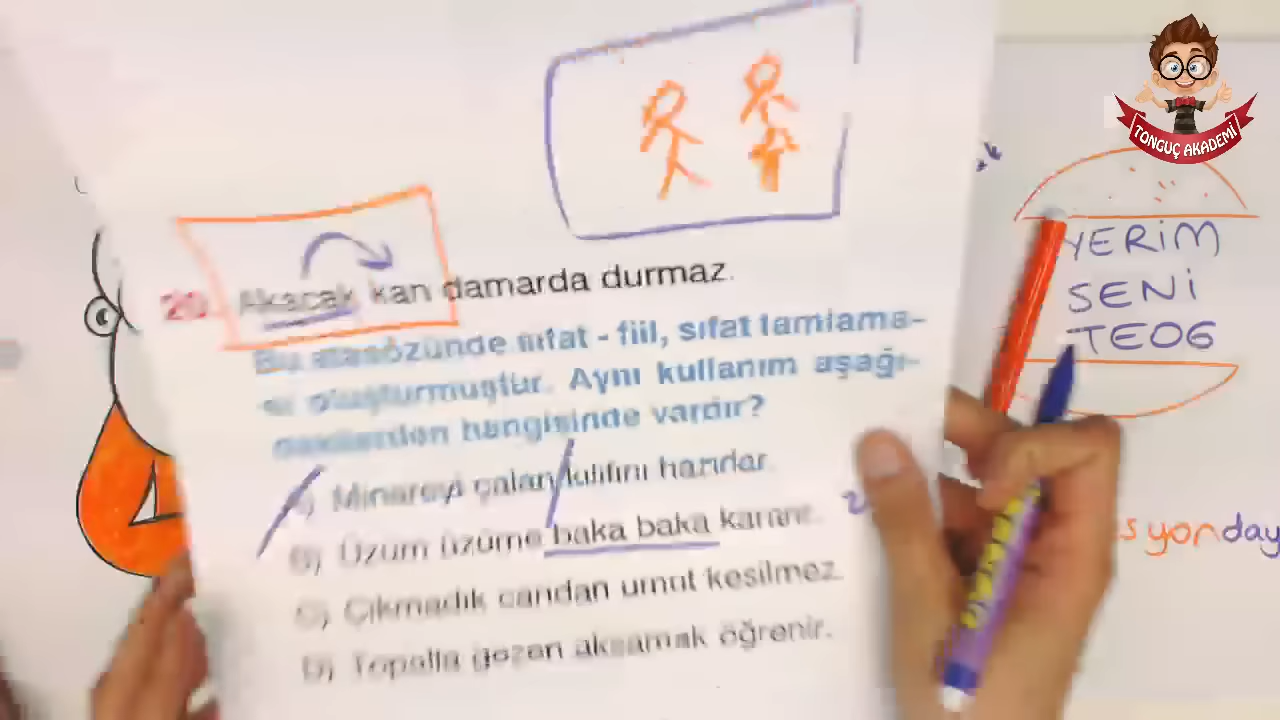 TONGUÇ AKADEMİ
YERİM
SENİ
TEOG
20. Akacak kan damarda durmaz.
Bu atasözünde sıfat - fiil, sıfat tamlama-
sı oluşturmuştur. Aynı kullanım aşağı-
dakilerden hangisinde vardır?
A) Minareyi çalan kılıfını hazırlar.
B) Üzüm üzüme baka baka kararır.
C) Çıkmadık candan umut kesilmez.
D) Topalla gezen aksamak öğrenir.
syonday